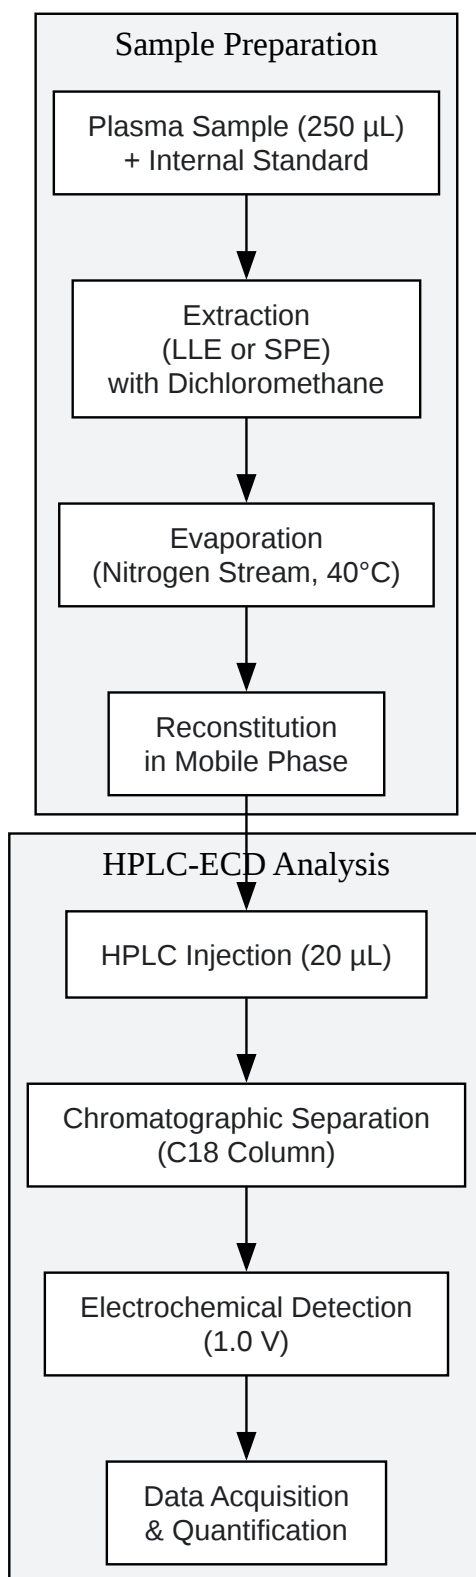 Sample Preparation
Plasma Sample (250 µL)
+ Internal Standard
Extraction
(LLE or SPE)
with Dichloromethane
Evaporation
(Nitrogen Stream, 40°C)
Reconstitution
in Mobile Phase
HPLC-ECD Analysis
HPLC Injection (20 µL)
Chromatographic Separation
(C18 Column)
Electrochemical Detection
(1.0 V)
Data Acquisition
& Quantification